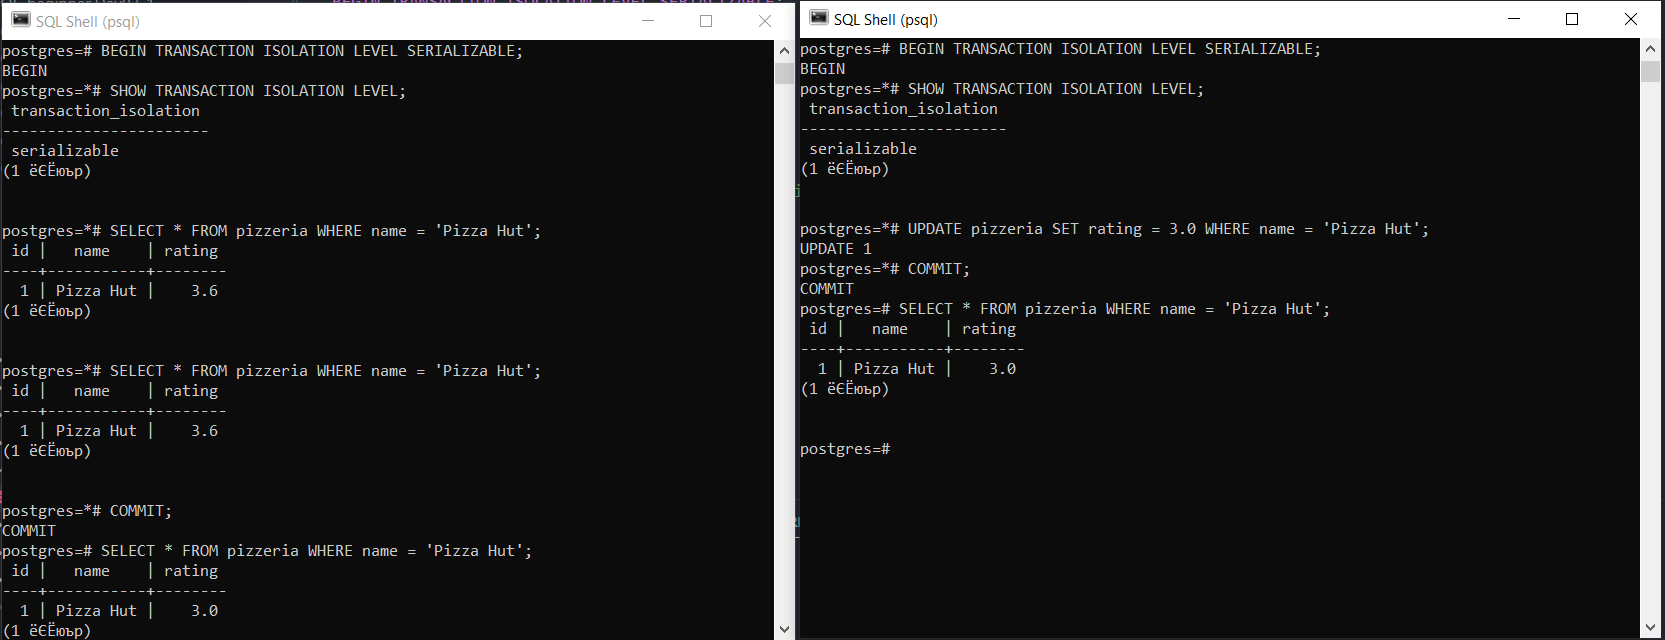 SQL Shell (psql)
postgres=# BEGIN TRANSACTION ISOLATION LEVEL SERIALIZABLE;
BEGIN
postgres=*# SHOW TRANSACTION ISOLATION LEVEL;
 transaction_isolation
-----------------------
 serializable
(1 ёЄЁюър)
postgres=*# SELECT * FROM pizzeria WHERE name = 'Pizza Hut';
 id |   name    | rating
----+-----------+--------
  1 | Pizza Hut |    3.6
(1 ёЄЁюър)
postgres=*# SELECT * FROM pizzeria WHERE name = 'Pizza Hut';
 id |   name    | rating
----+-----------+--------
  1 | Pizza Hut |    3.6
(1 ёЄЁюър)
postgres=*# COMMIT;
COMMIT
postgres=# SELECT * FROM pizzeria WHERE name = 'Pizza Hut';
 id |   name    | rating
----+-----------+--------
  1 | Pizza Hut |    3.0
(1 ёЄЁюър)
SQL Shell (psql)
postgres=# BEGIN TRANSACTION ISOLATION LEVEL SERIALIZABLE;
BEGIN
postgres=*# SHOW TRANSACTION ISOLATION LEVEL;
 transaction_isolation
-----------------------
 serializable
(1 ёЄЁюър)
postgres=*# UPDATE pizzeria SET rating = 3.0 WHERE name = 'Pizza Hut';
UPDATE 1
postgres=*# COMMIT;
COMMIT
postgres=# SELECT * FROM pizzeria WHERE name = 'Pizza Hut';
 id |   name    | rating
----+-----------+--------
  1 | Pizza Hut |    3.0
(1 ёЄЁюър)
postgres=#